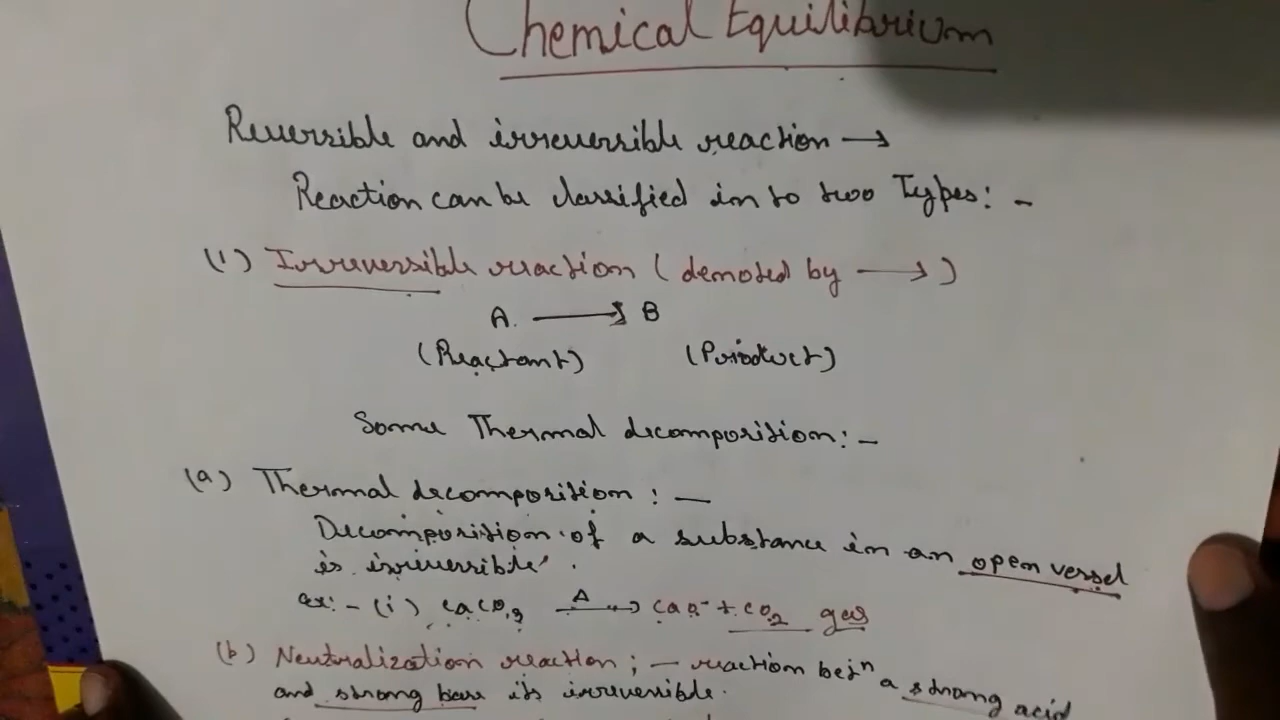 Chemical Equilibrium
Reversible and irreversible reaction →
Reaction can be classified in to two Types: -
(1) Irreversible reaction (denoted by ⟶)
A. ⟶ B
(Reactant) (Product)
Some Thermal decomposition: -
(a) Thermal decomposition : —
Decomposition of a substance in an open vessel
is irreversible.
ex: - (i) CaCO3 Δ→ CaO + CO2 gas
(b) Neutralization reaction ; — reaction betn a strong acid
and strong base its irreversible.